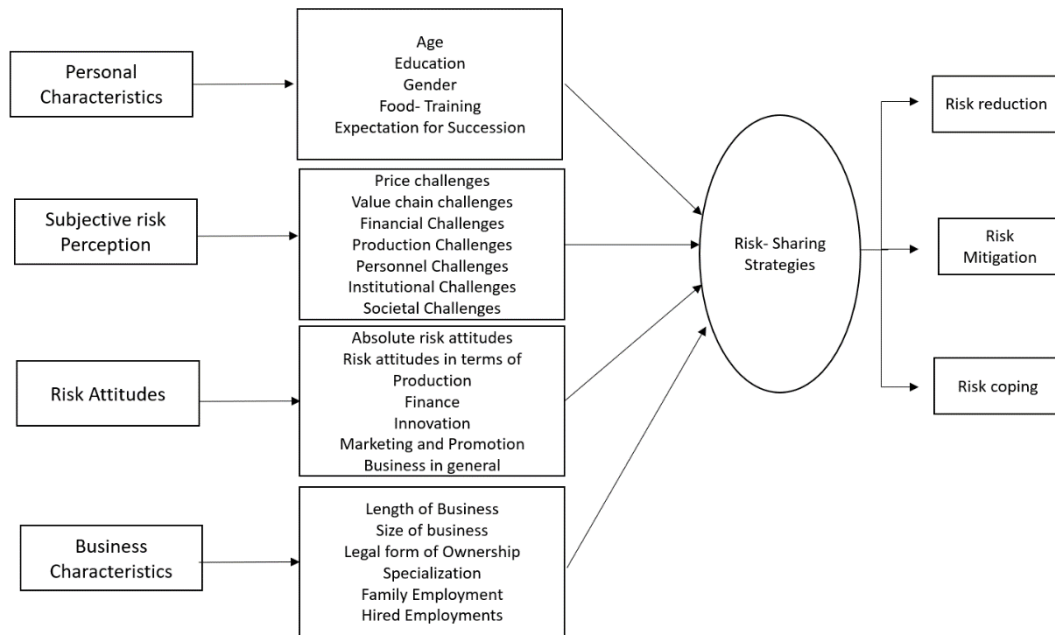 Personal
Characteristics
Age
Education
Gender
Food- Training
Expectation for Succession
Subjective risk
Perception
Price challenges
Value chain challenges
Financial Challenges
Production Challenges
Personnel Challenges
Institutional Challenges
Societal Challenges
Risk Attitudes
Absolute risk attitudes
Risk attitudes in terms of
Production
Finance
Innovation
Marketing and Promotion
Business in general
Business
Characteristics
Length of Business
Size of business
Legal form of Ownership
Specialization
Family Employment
Hired Employments
Risk- Sharing
Strategies
Risk reduction
Risk
Mitigation
Risk coping